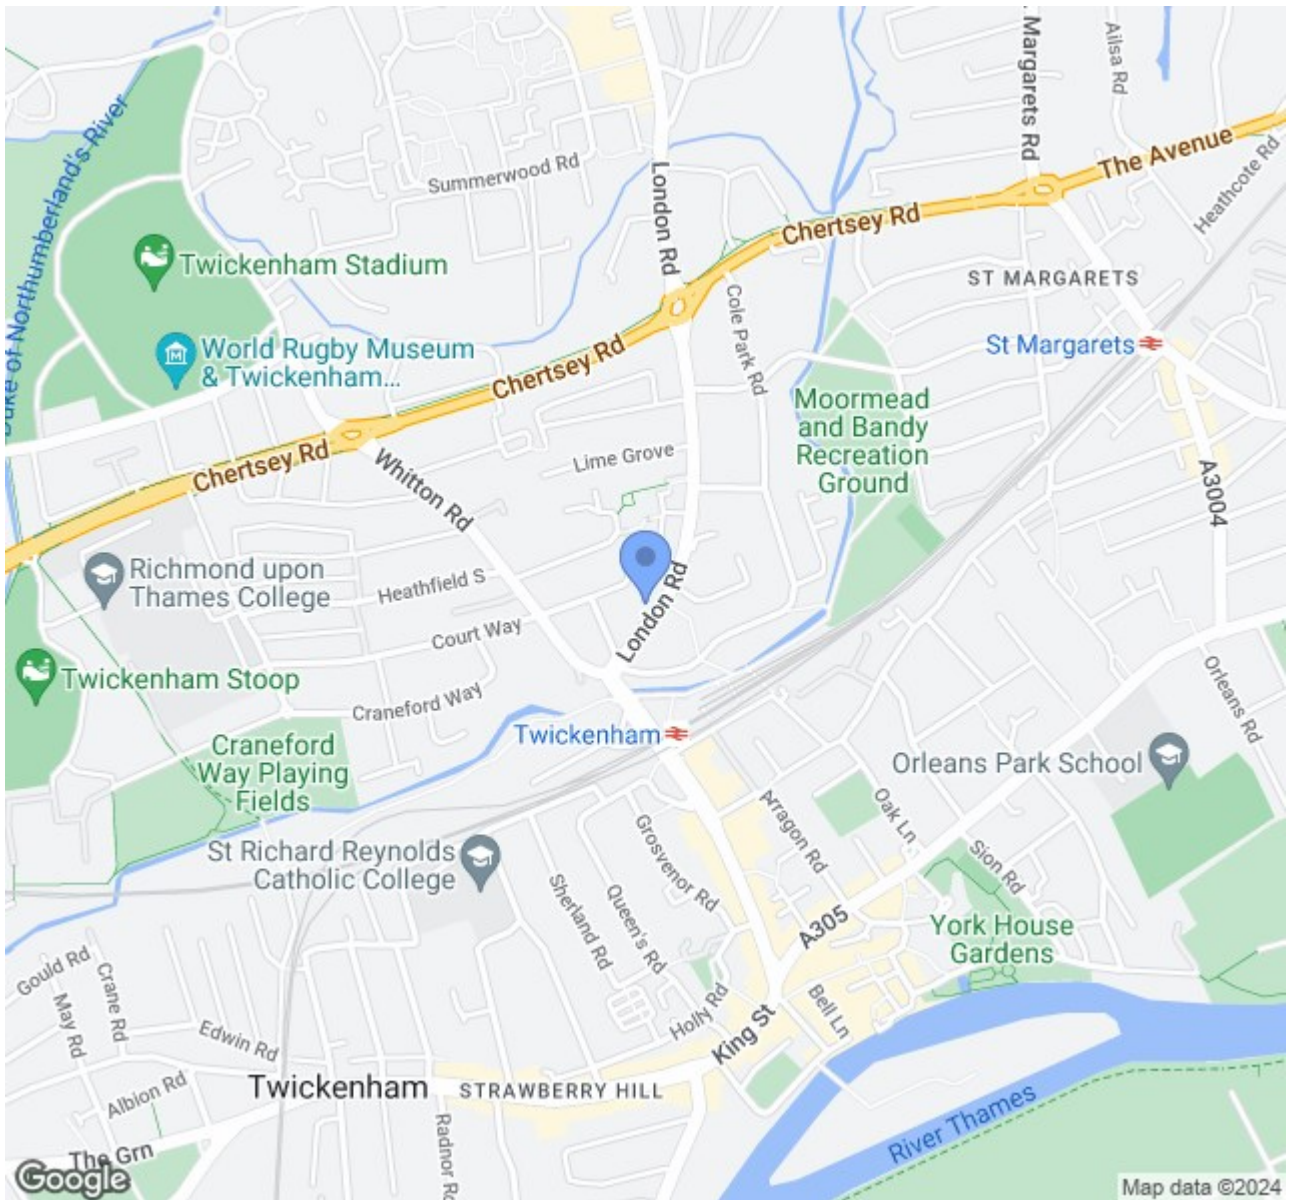 Margarets Rd
Ailsa Rd
The Avenue
Heathcote Rd
Duke of Northumberland's River
Summerwood Rd
London Rd
Chertsey Rd
Twickenham Stadium
Cole Park Rd
ST MARGARETS
St Margarets
World Rugby Museum
& Twickenham...
Chertsey Rd
Moormead
and Bandy
Recreation
Ground
Chertsey Rd
Whitton Rd
Lime Grove
A3004
Richmond upon
Thames College
Heathfield S
London Rd
Court Way
Twickenham Stoop
Craneford Way
Orleans Rd
Twickenham
Craneford
Way Playing
Fields
Orleans Park School
Arragon Rd
Oak Ln
Grosvenor Rd
Sion Rd
St Richard Reynolds
Catholic College
Sherland Rd
Queen's Rd
A305
York House
Gardens
Gould Rd
Crane Rd
May Rd
Holly Rd
Bell Ln
King St
Edwin Rd
Albion Rd
Twickenham
STRAWBERRY HILL
Radnor R
River Thames
The Grn
Google
Map data ©2024